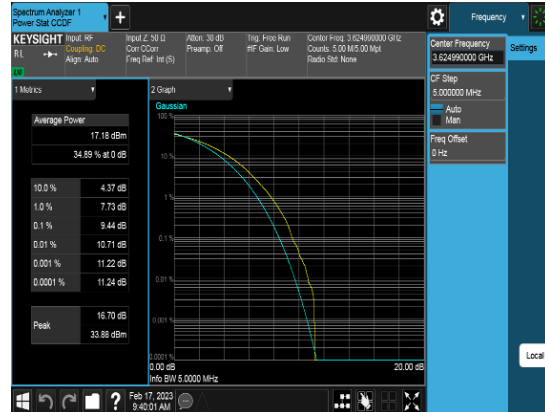 Spectrum Analyzer 1
Power Stat CCDF
+
Frequency
KEYSIGHT
RL
LXI
Input: RF
Coupling: DC
Align: Auto
Input Z: 50 Ω
Corr CCorr
Freq Ref: Int (S)
Atten: 30 dB
Preamp: Off
Trig: Free Run
#IF Gain: Low
Center Freq: 3.624990000 GHz
Counts: 5.00 M/5.00 Mpt
Radio Std: None
Center Frequency
3.624990000 GHz
Settings
CF Step
5.000000 MHz
Auto
Man
Freq Offset
0 Hz
Local
1 Metrics
Average Power
17.18 dBm
34.89 % at 0 dB
10.0 % 4.37 dB
1.0 % 7.73 dB
0.1 % 9.44 dB
0.01 % 10.71 dB
0.001 % 11.22 dB
0.0001 % 11.24 dB
Peak
16.70 dB
33.88 dBm
2 Graph
Gaussian
100 %
10 %
1 %
0.1 %
0.01 %
0.001 %
0.0001 %
0.00 dB 20.00 dB
Info BW 5.0000 MHz
?
Feb 17, 2023
9:40:01 AM